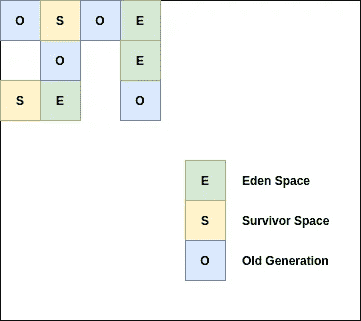 O S O E
O E
S E O
E Eden Space
S Survivor Space
O Old Generation